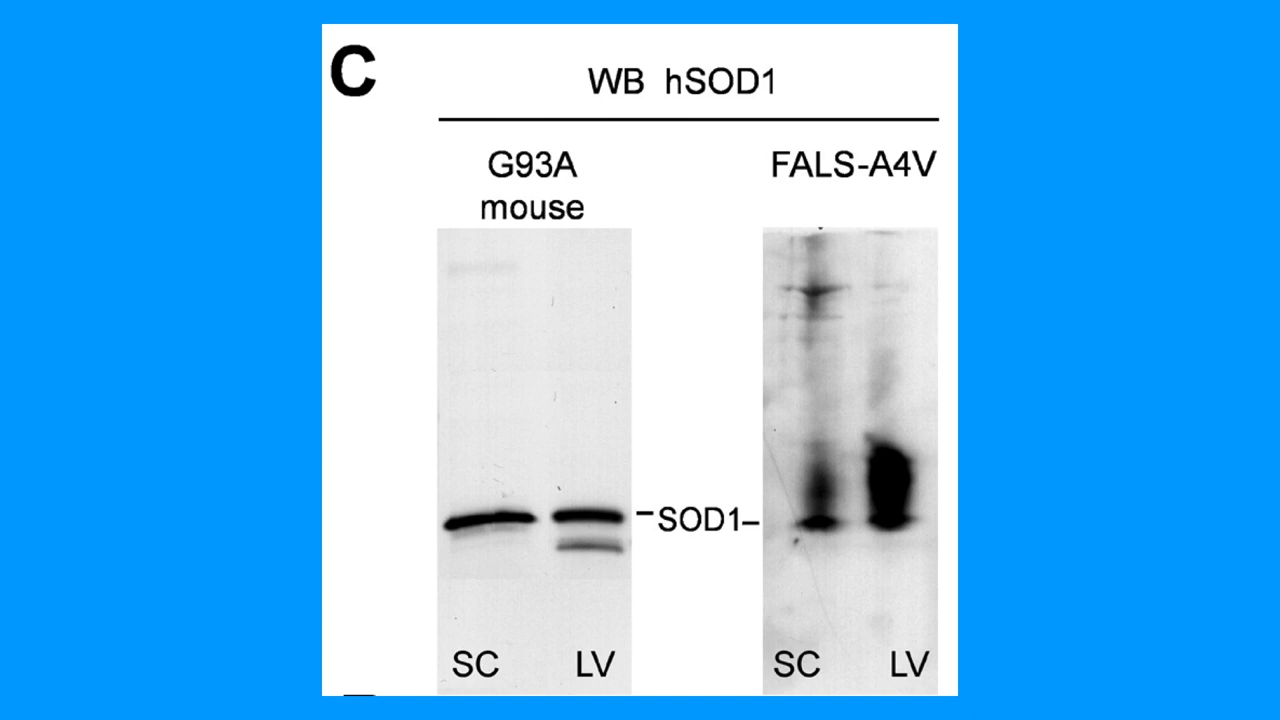 C
WB hSOD1
G93A
mouse
FALS-A4V
SOD1
SC LV
SC LV